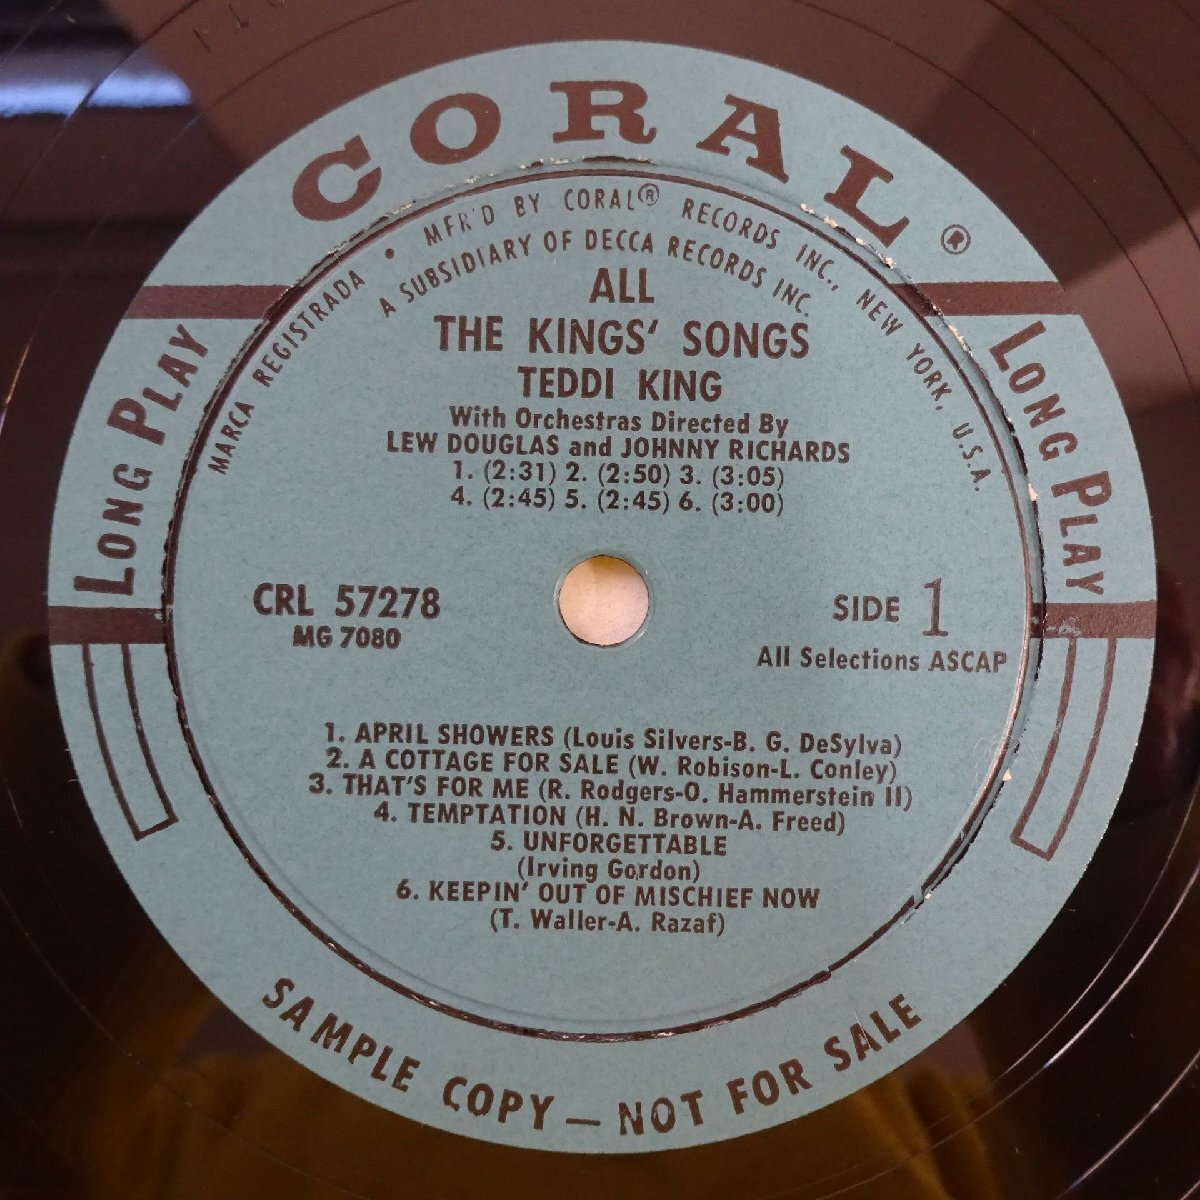 CORAL®
MARCA REGISTRADA • MFR'D BY CORAL® RECORDS INC., NEW YORK, U.S.A.
A SUBSIDIARY OF DECCA RECORDS INC.
LONG PLAY
LONG PLAY
ALL
THE KINGS' SONGS
TEDDI KING
With Orchestras Directed By
LEW DOUGLAS and JOHNNY RICHARDS
1. (2:31) 2. (2:50) 3. (3:05)
4. (2:45) 5. (2:45) 6. (3:00)
CRL 57278
MG 7080
SIDE 1
All Selections ASCAP
1. APRIL SHOWERS (Louis Silvers-B. G. DeSylva)
2. A COTTAGE FOR SALE (W. Robison-L. Conley)
3. THAT'S FOR ME (R. Rodgers-O. Hammerstein II)
4. TEMPTATION (H. N. Brown-A. Freed)
5. UNFORGETTABLE
(Irving Gordon)
6. KEEPIN' OUT OF MISCHIEF NOW
(T. Waller-A. Razaf)
SAMPLE COPY — NOT FOR SALE